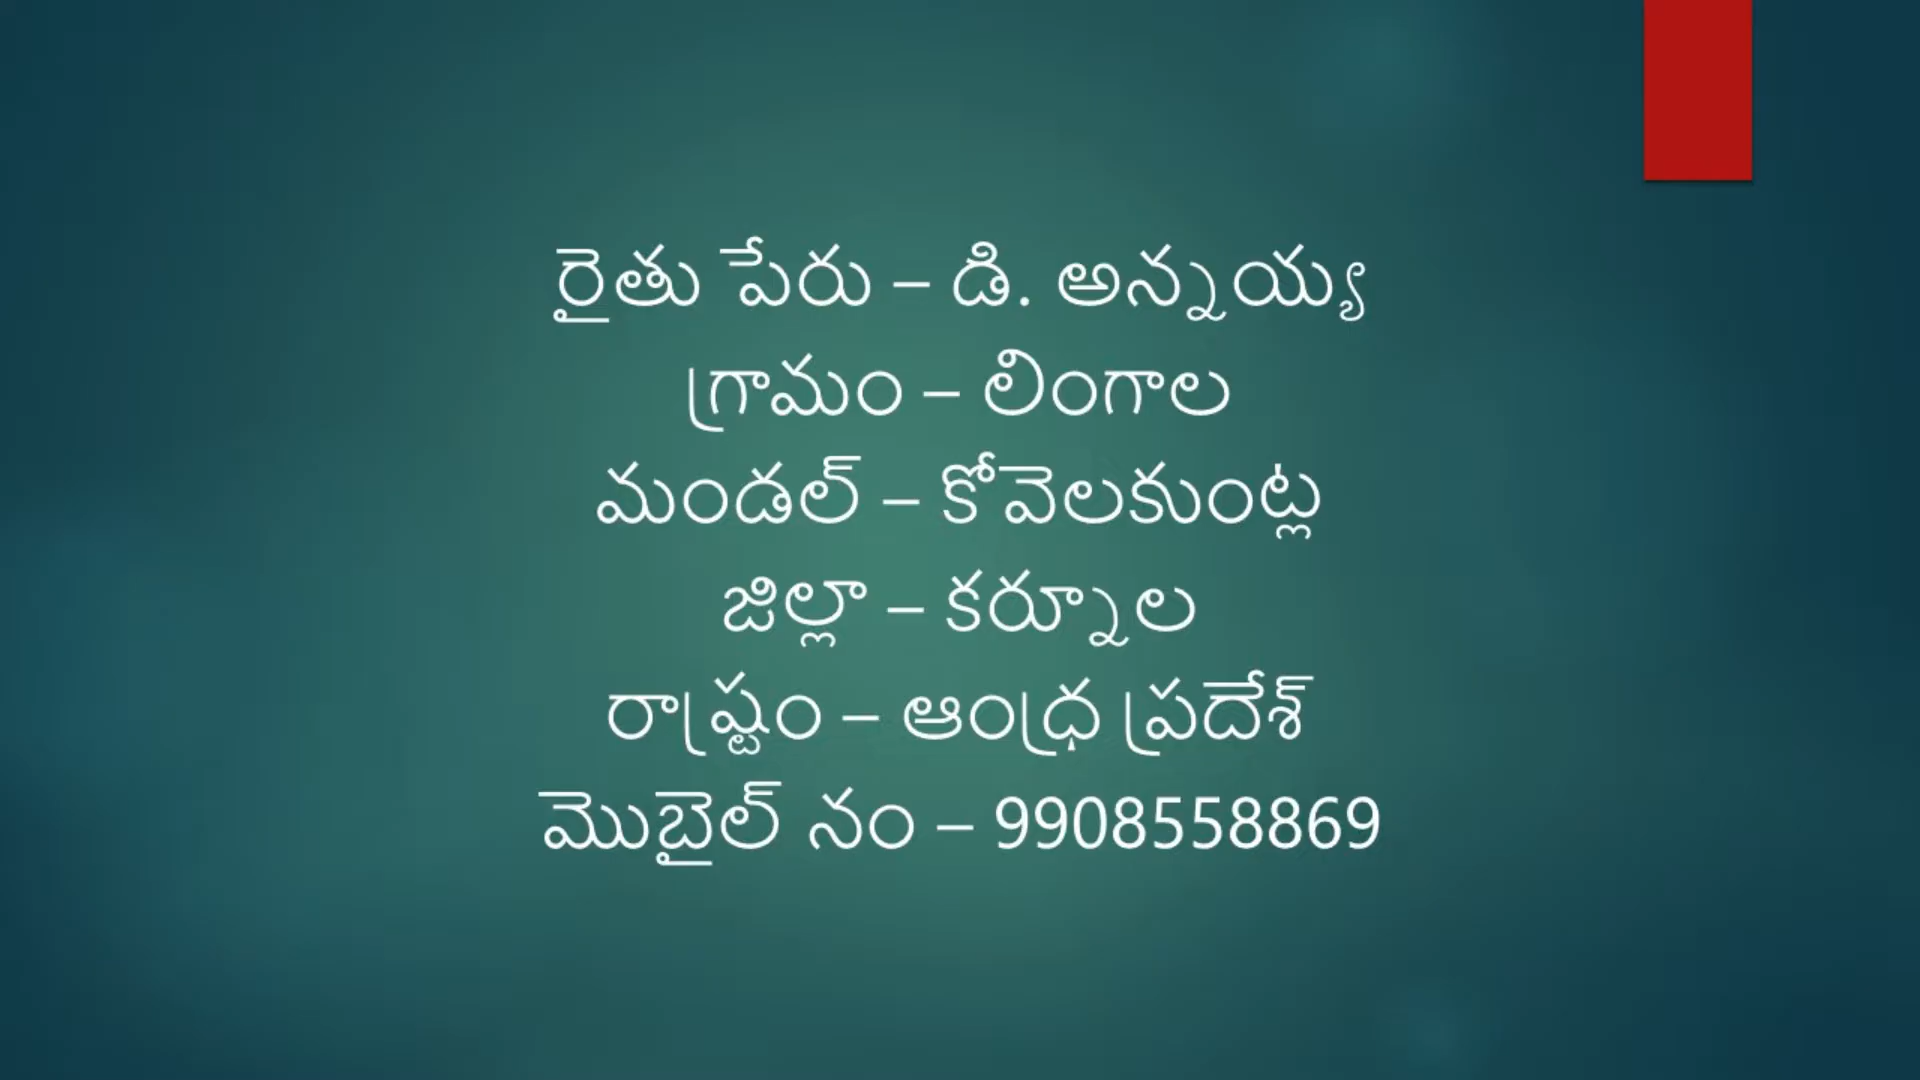 రైతు పేరు – డి. అన్నయ్య
గ్రామం – లింగాల
మండల్ – కోవెలకుంట్ల
జిల్లా – కర్నూల
రాష్ట్రం – ఆంధ్ర ప్రదేశ్
మొబైల్ నం – 9908558869